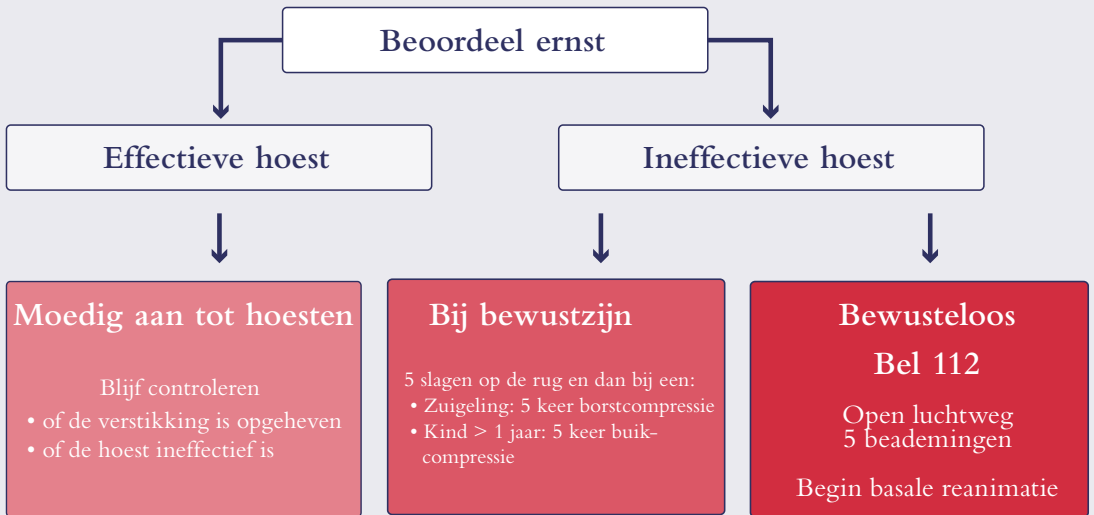 Beoordeel ernst
Effectieve hoest
Ineffectieve hoest
Moedig aan tot hoesten
Blijf controleren
• of de verstikking is opgeheven
• of de hoest ineffectief is
Bij bewustzijn
5 slagen op de rug en dan bij een:
• Zuigeling: 5 keer borstcompressie
• Kind > 1 jaar: 5 keer buik-
compressie
Bewusteloos
Bel 112
Open luchtweg
5 beademingen
Begin basale reanimatie